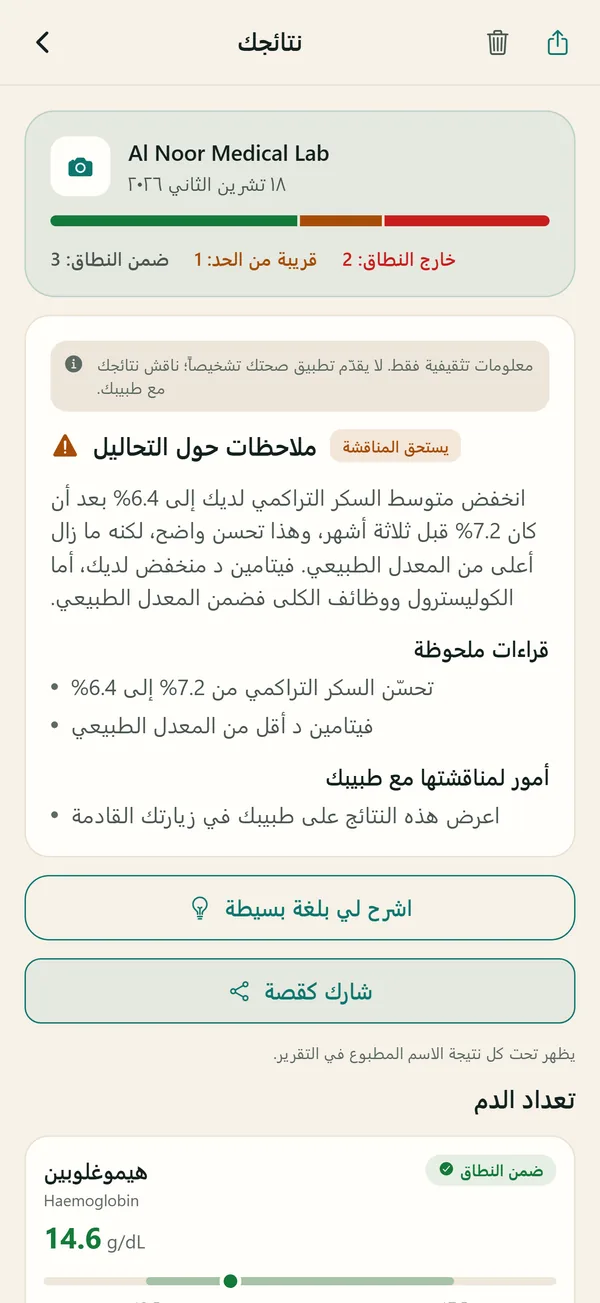 نتائجك
Al Noor Medical Lab
١٨ تشرين الثاني ٢٠٢٦
ضمن النطاق: 3
قريبة من الحد: 1
خارج النطاق: 2
معلومات تثقيفية فقط. لا يقدّم تطبيق صحتك تشخيصاً؛ ناقش نتائجك
مع طبيبك.
ملاحظات حول التحاليل
يستحق المناقشة
انخفض متوسط السكر التراكمي لديك إلى 6.4% بعد أن
كان 7.2% قبل ثلاثة أشهر، وهذا تحسن واضح، لكنه ما زال
أعلى من المعدل الطبيعي. فيتامين د منخفض لديك، أما
الكوليسترول ووظائف الكلى فضمن المعدل الطبيعي.
قراءات ملحوظة
• تحسّن السكر التراكمي من 7.2% إلى 6.4%
• فيتامين د أقل من المعدل الطبيعي
أمور لمناقشتها مع طبيبك
• اعرض هذه النتائج على طبيبك في زيارتك القادمة
اشرح لي بلغة بسيطة
شارك كقصة
يظهر تحت كل نتيجة الاسم المطبوع في التقرير.
تعداد الدم
هيموغلوبين
ضمن النطاق
Haemoglobin
14.6 g/dL